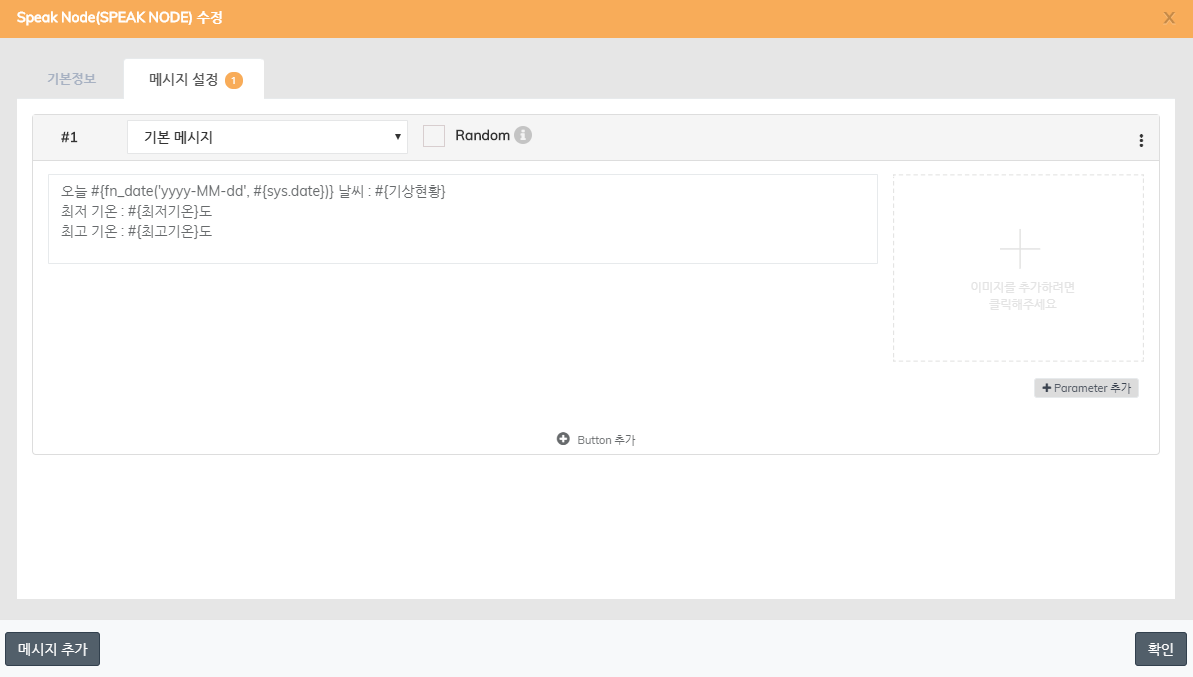 Speak Node(SPEAK NODE) 수정
X
기본정보
메시지 설정 1
#1
기본 메시지
Random
오늘 #{fn_date('yyyy-MM-dd', #{sys.date})} 날씨 : #{기상현황}
최저 기온 : #{최저기온}도
최고 기온 : #{최고기온}도
이미지를 추가하려면
클릭해주세요
Parameter 추가
Button 추가
메시지 추가
확인